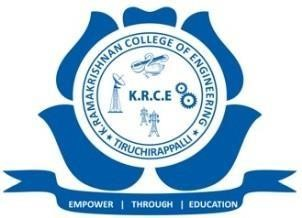 K.RAMAKRISHNAN COLLEGE OF ENGINEERING
K.R.C.E
* TIRUCHIRAPPALLI *
EMPOWER | THROUGH | EDUCATION